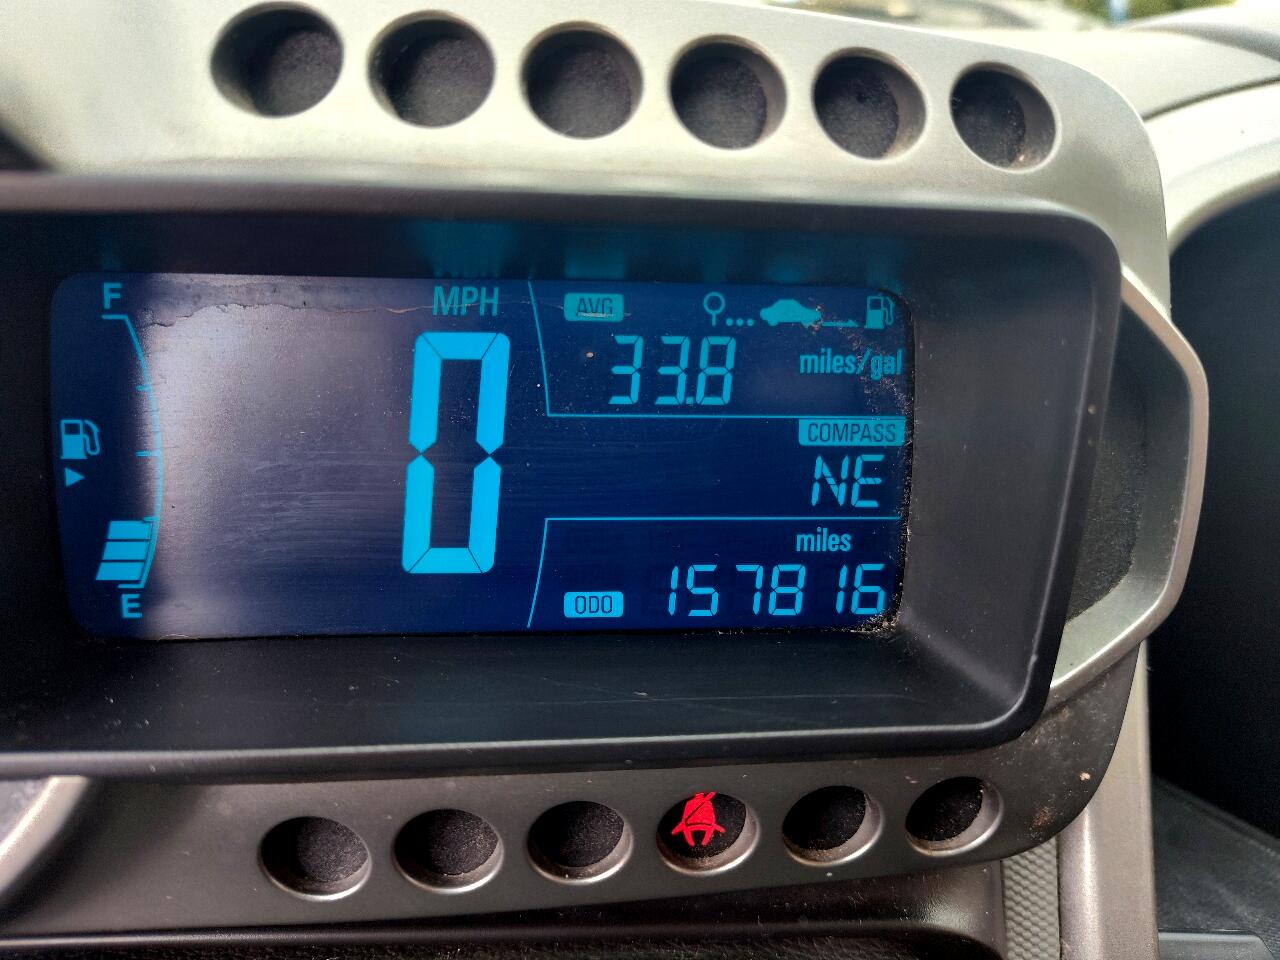 F
MPH
AVG
33.8
miles/gal
0
COMPASS
NE
miles
ODO 157816
E